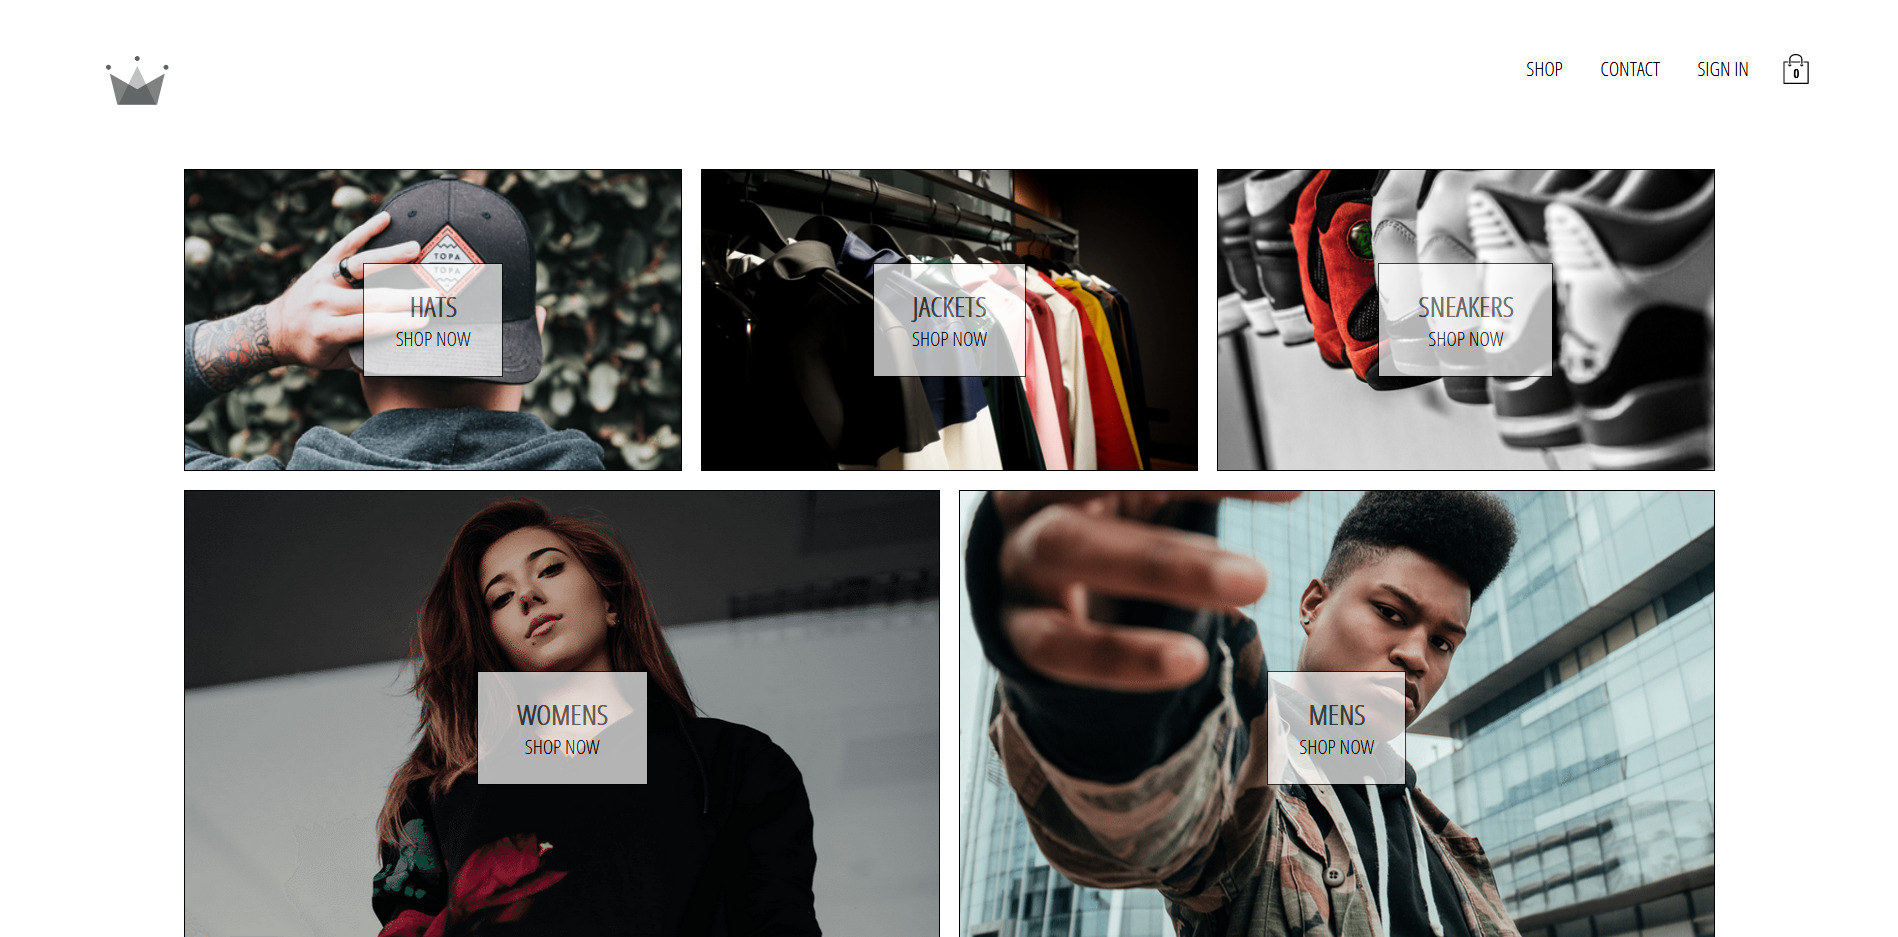 SHOP
CONTACT
SIGN IN
0
TOPA
TOPA
HATS
SHOP NOW
JACKETS
SHOP NOW
SNEAKERS
SHOP NOW
WOMENS
SHOP NOW
MENS
SHOP NOW